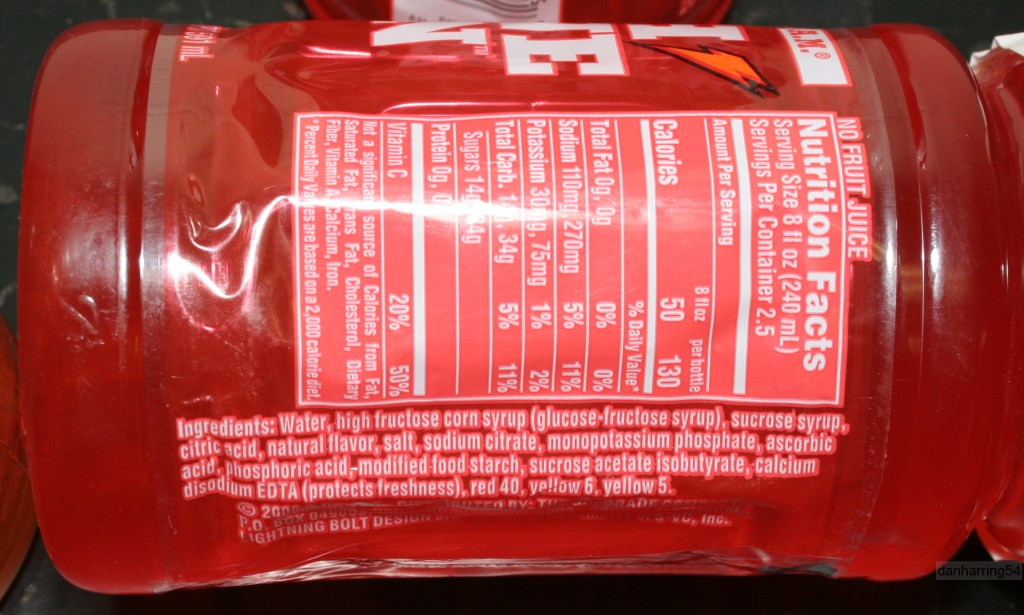 A.M.®
NO FRUIT JUICE
Nutrition Facts
Serving Size 8 fl oz (240 mL)
Servings Per Container 2.5
Amount Per Serving
8 fl oz per bottle
Calories 50 130
% Daily Value*
Total Fat 0g, 0g 0% 0%
Sodium 110mg, 270mg 5% 11%
Potassium 30mg, 75mg 1% 2%
Total Carb. 34g 5% 11%
Sugars 14g
Protein 0g,
Vitamin C 20% 50%
Not a significant source of Calories from Fat,
Saturated Fat, Trans Fat, Cholesterol, Dietary
Fiber, Vitamin A, Calcium, Iron.
*Percent Daily Values are based on a 2,000 calorie diet.
Ingredients: Water, high fructose corn syrup (glucose-fructose syrup), sucrose syrup,
citric acid, natural flavor, salt, sodium citrate, monopotassium phosphate, ascorbic
acid, phosphoric acid, modified food starch, sucrose acetate isobutyrate, calcium
disodium EDTA (protects freshness), red 40, yellow 6, yellow 5.
P.O. BOX
LIGHTNING BOLT DESIGN
danharring54